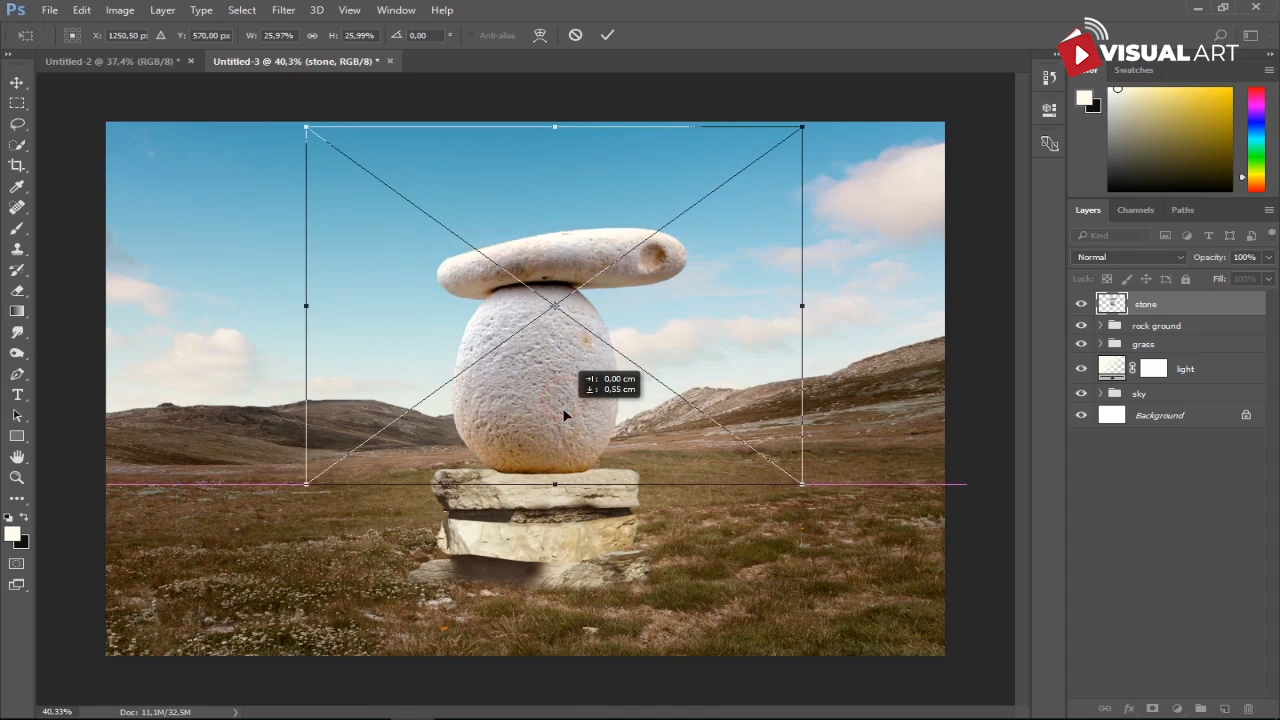 Ps File Edit Image Layer Type Select Filter 3D View Window Help
X: 1250,50 px Y: 570,00 px W: 25,97% H: 25,99% 0,00 ° Anti-alias
VISUAL ART
Untitled-2 @ 37,4% (RGB/8) * × Untitled-3 @ 40,3% (stone, RGB/8) * ×
Swatches
Layers Channels Paths
Kind
Normal Opacity: 100%
Lock: Fill: 100%
stone
rock ground
grass
light
sky
Background
→|: 0,00 cm
0,55 cm
40,33% Doc: 11,1M/32,5M